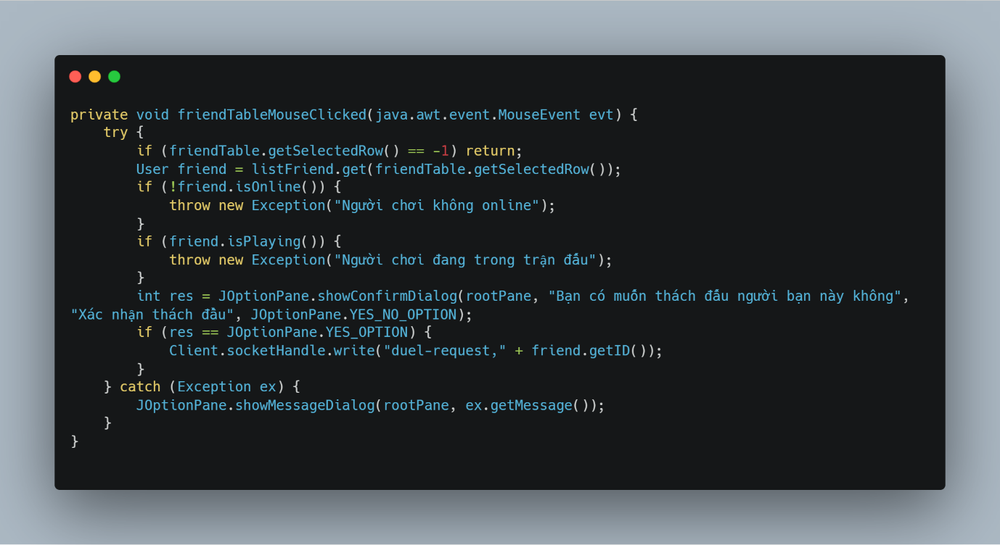 private void friendTableMouseClicked(java.awt.event.MouseEvent evt) {
    try {
        if (friendTable.getSelectedRow() == -1) return;
        User friend = listFriend.get(friendTable.getSelectedRow());
        if (!friend.isOnline()) {
            throw new Exception("Người chơi không online");
        }
        if (friend.isPlaying()) {
            throw new Exception("Người chơi đang trong trận đấu");
        }
        int res = JOptionPane.showConfirmDialog(rootPane, "Bạn có muốn thách đấu người bạn này không",
"Xác nhận thách đầu", JOptionPane.YES_NO_OPTION);
        if (res == JOptionPane.YES_OPTION) {
            Client.socketHandle.write("duel-request," + friend.getID());
        }
    } catch (Exception ex) {
        JOptionPane.showMessageDialog(rootPane, ex.getMessage());
    }
}